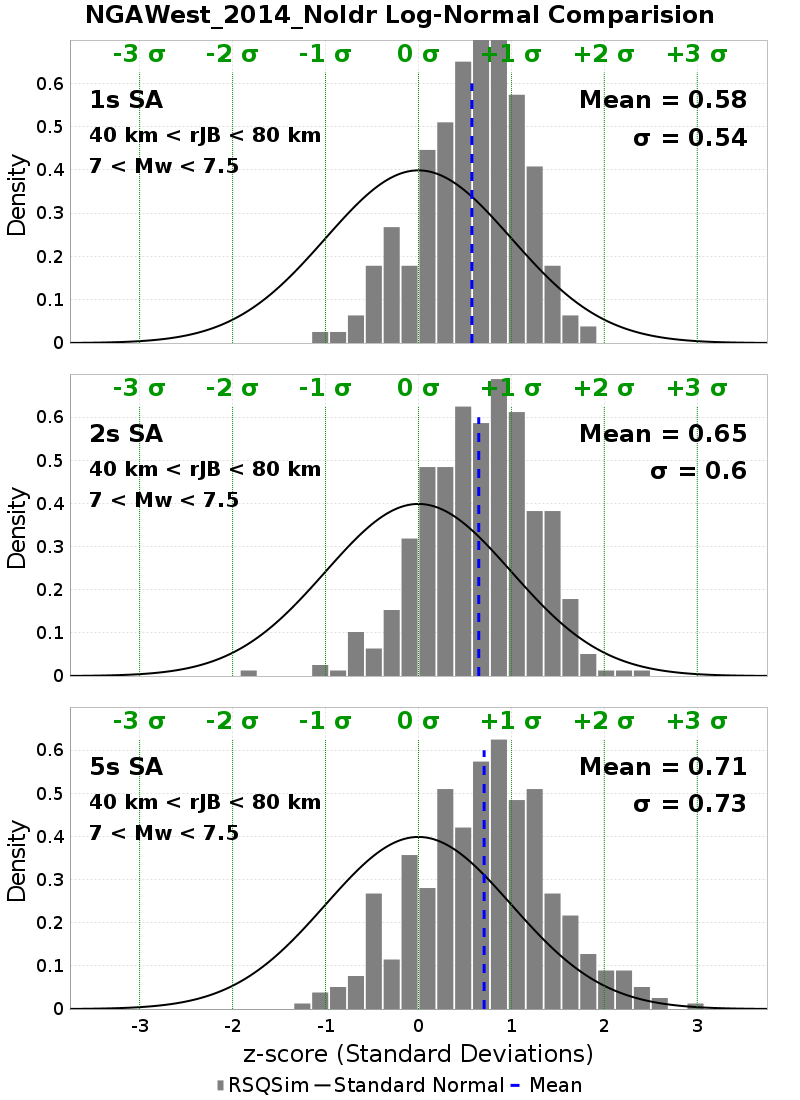 NGAWest_2014_NoIdr Log-Normal Comparision
-3 σ -2 σ -1 σ 0 σ +1 σ +2 σ +3 σ
0.6
1s SA Mean = 0.58
0.5
40 km < rJB < 80 km σ = 0.54
7 < Mw < 7.5
0.4
0.3
0.2
0.1
0
Density
-3 σ -2 σ -1 σ 0 σ +1 σ +2 σ +3 σ
0.6
2s SA Mean = 0.65
0.5
40 km < rJB < 80 km σ = 0.6
7 < Mw < 7.5
0.4
0.3
0.2
0.1
0
Density
-3 σ -2 σ -1 σ 0 σ +1 σ +2 σ +3 σ
0.6
5s SA Mean = 0.71
0.5
40 km < rJB < 80 km σ = 0.73
7 < Mw < 7.5
0.4
0.3
0.2
0.1
0
Density
-3 -2 -1 0 1 2 3
z-score (Standard Deviations)
RSQSim Standard Normal Mean